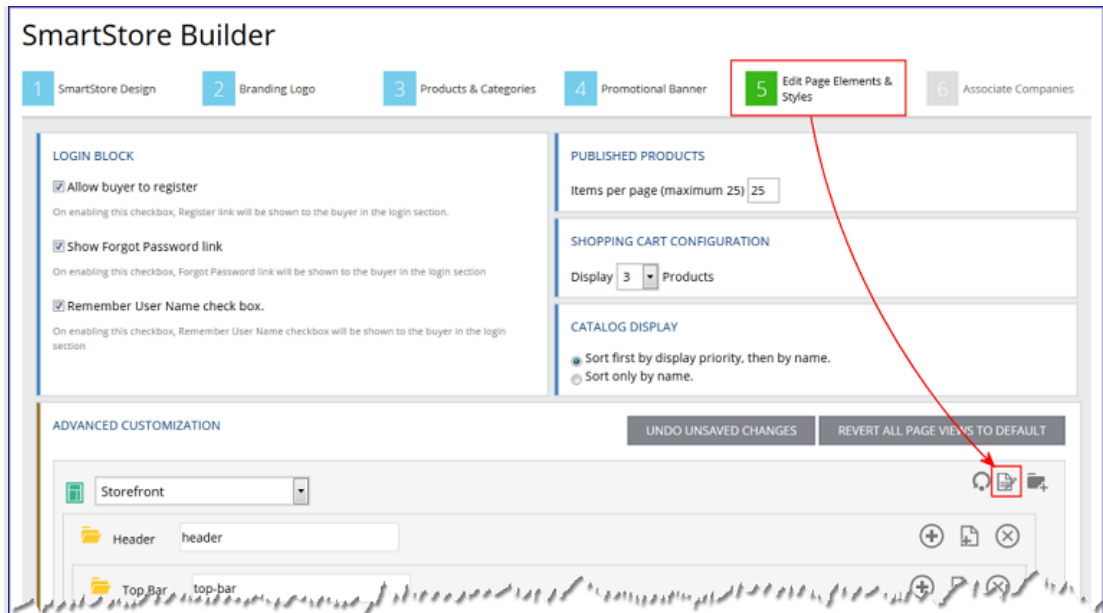 SmartStore Builder
1 SmartStore Design
2 Branding Logo
3 Products & Categories
4 Promotional Banner
5 Edit Page Elements &
Styles
6 Associate Companies
LOGIN BLOCK
Allow buyer to register
On enabling this checkbox, Register link will be shown to the buyer in the login section.
Show Forgot Password link
On enabling this checkbox, Forgot Password link will be shown to the buyer in the login section
Remember User Name check box.
On enabling this checkbox, Remember User Name checkbox will be shown to the buyer in the login
section
PUBLISHED PRODUCTS
Items per page (maximum 25) 25
SHOPPING CART CONFIGURATION
Display 3 Products
CATALOG DISPLAY
Sort first by display priority, then by name.
Sort only by name.
ADVANCED CUSTOMIZATION
UNDO UNSAVED CHANGES
REVERT ALL PAGE VIEWS TO DEFAULT
Storefront
Header header
Top Bar top-bar